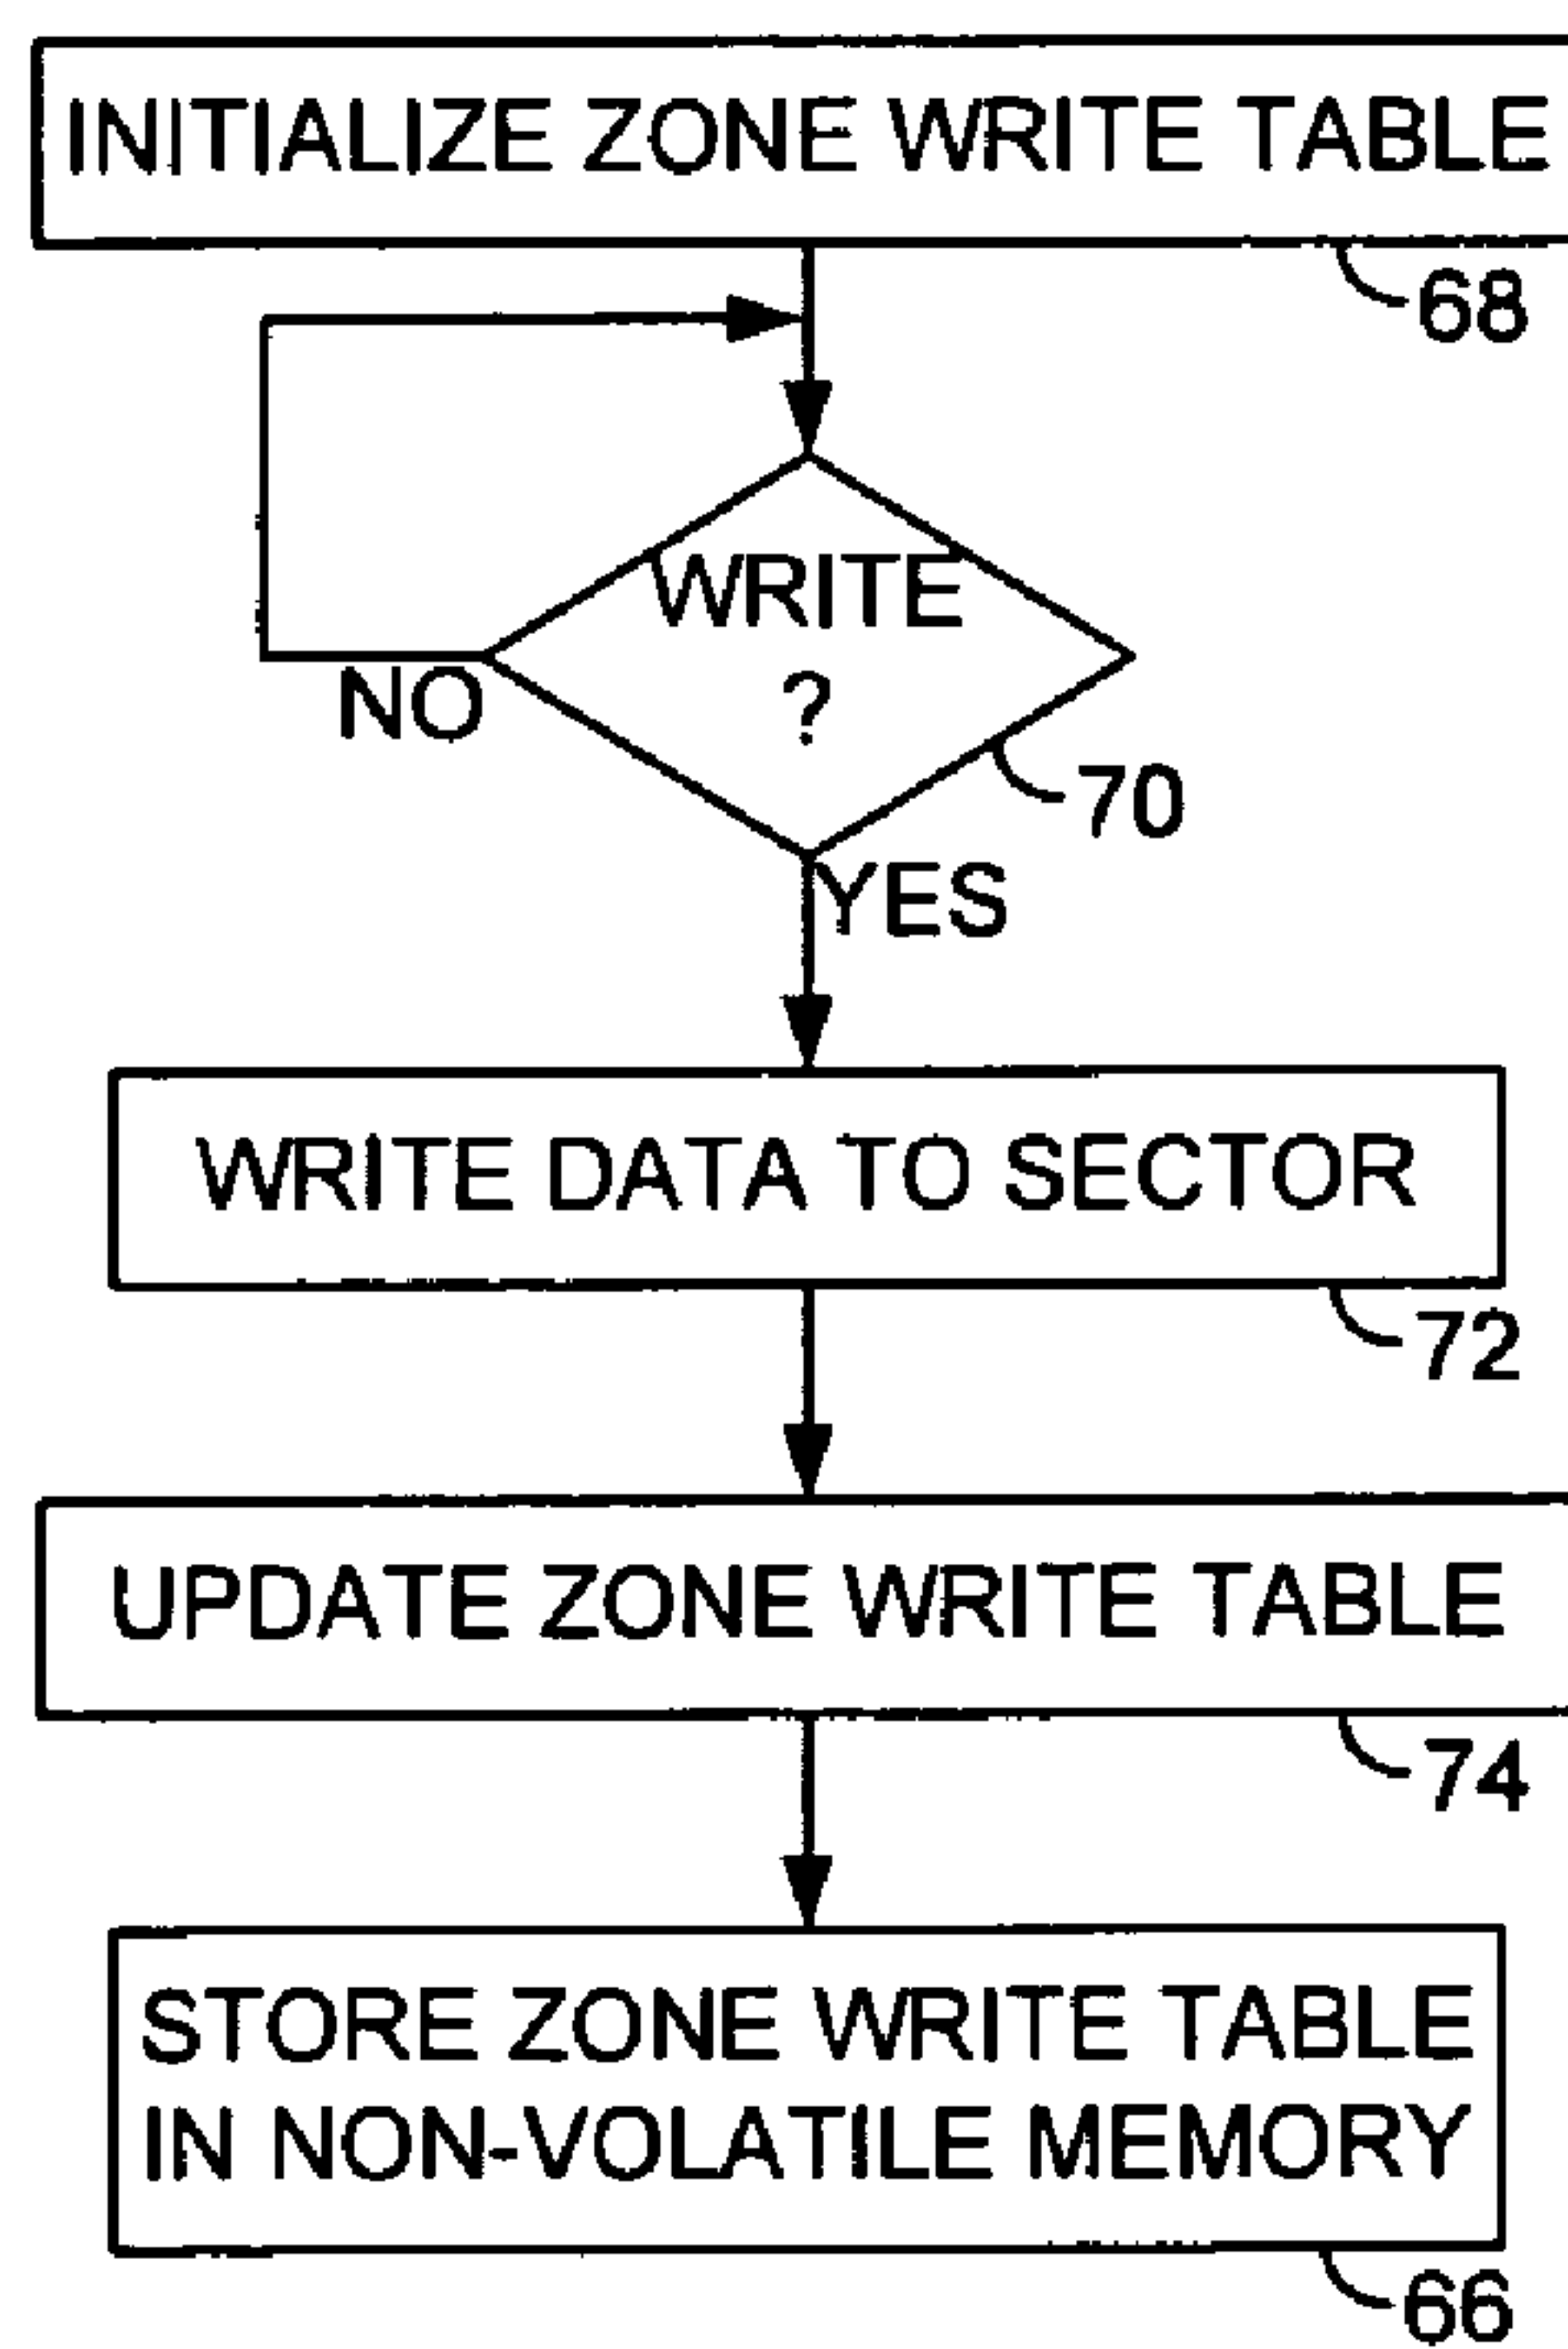 INITIALIZE ZONE WRITE TABLE
68
WRITE
?
NO
70
YES
WRITE DATA TO SECTOR
72
UPDATE ZONE WRITE TABLE
74
STORE ZONE WRITE TABLE
IN NON-VOLATILE MEMORY
66